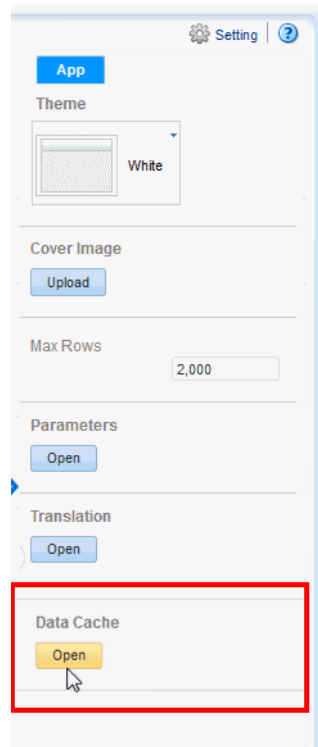 Setting | ?
App
Theme
White
Cover Image
Upload
Max Rows
2,000
Parameters
Open
Translation
Open
Data Cache
Open